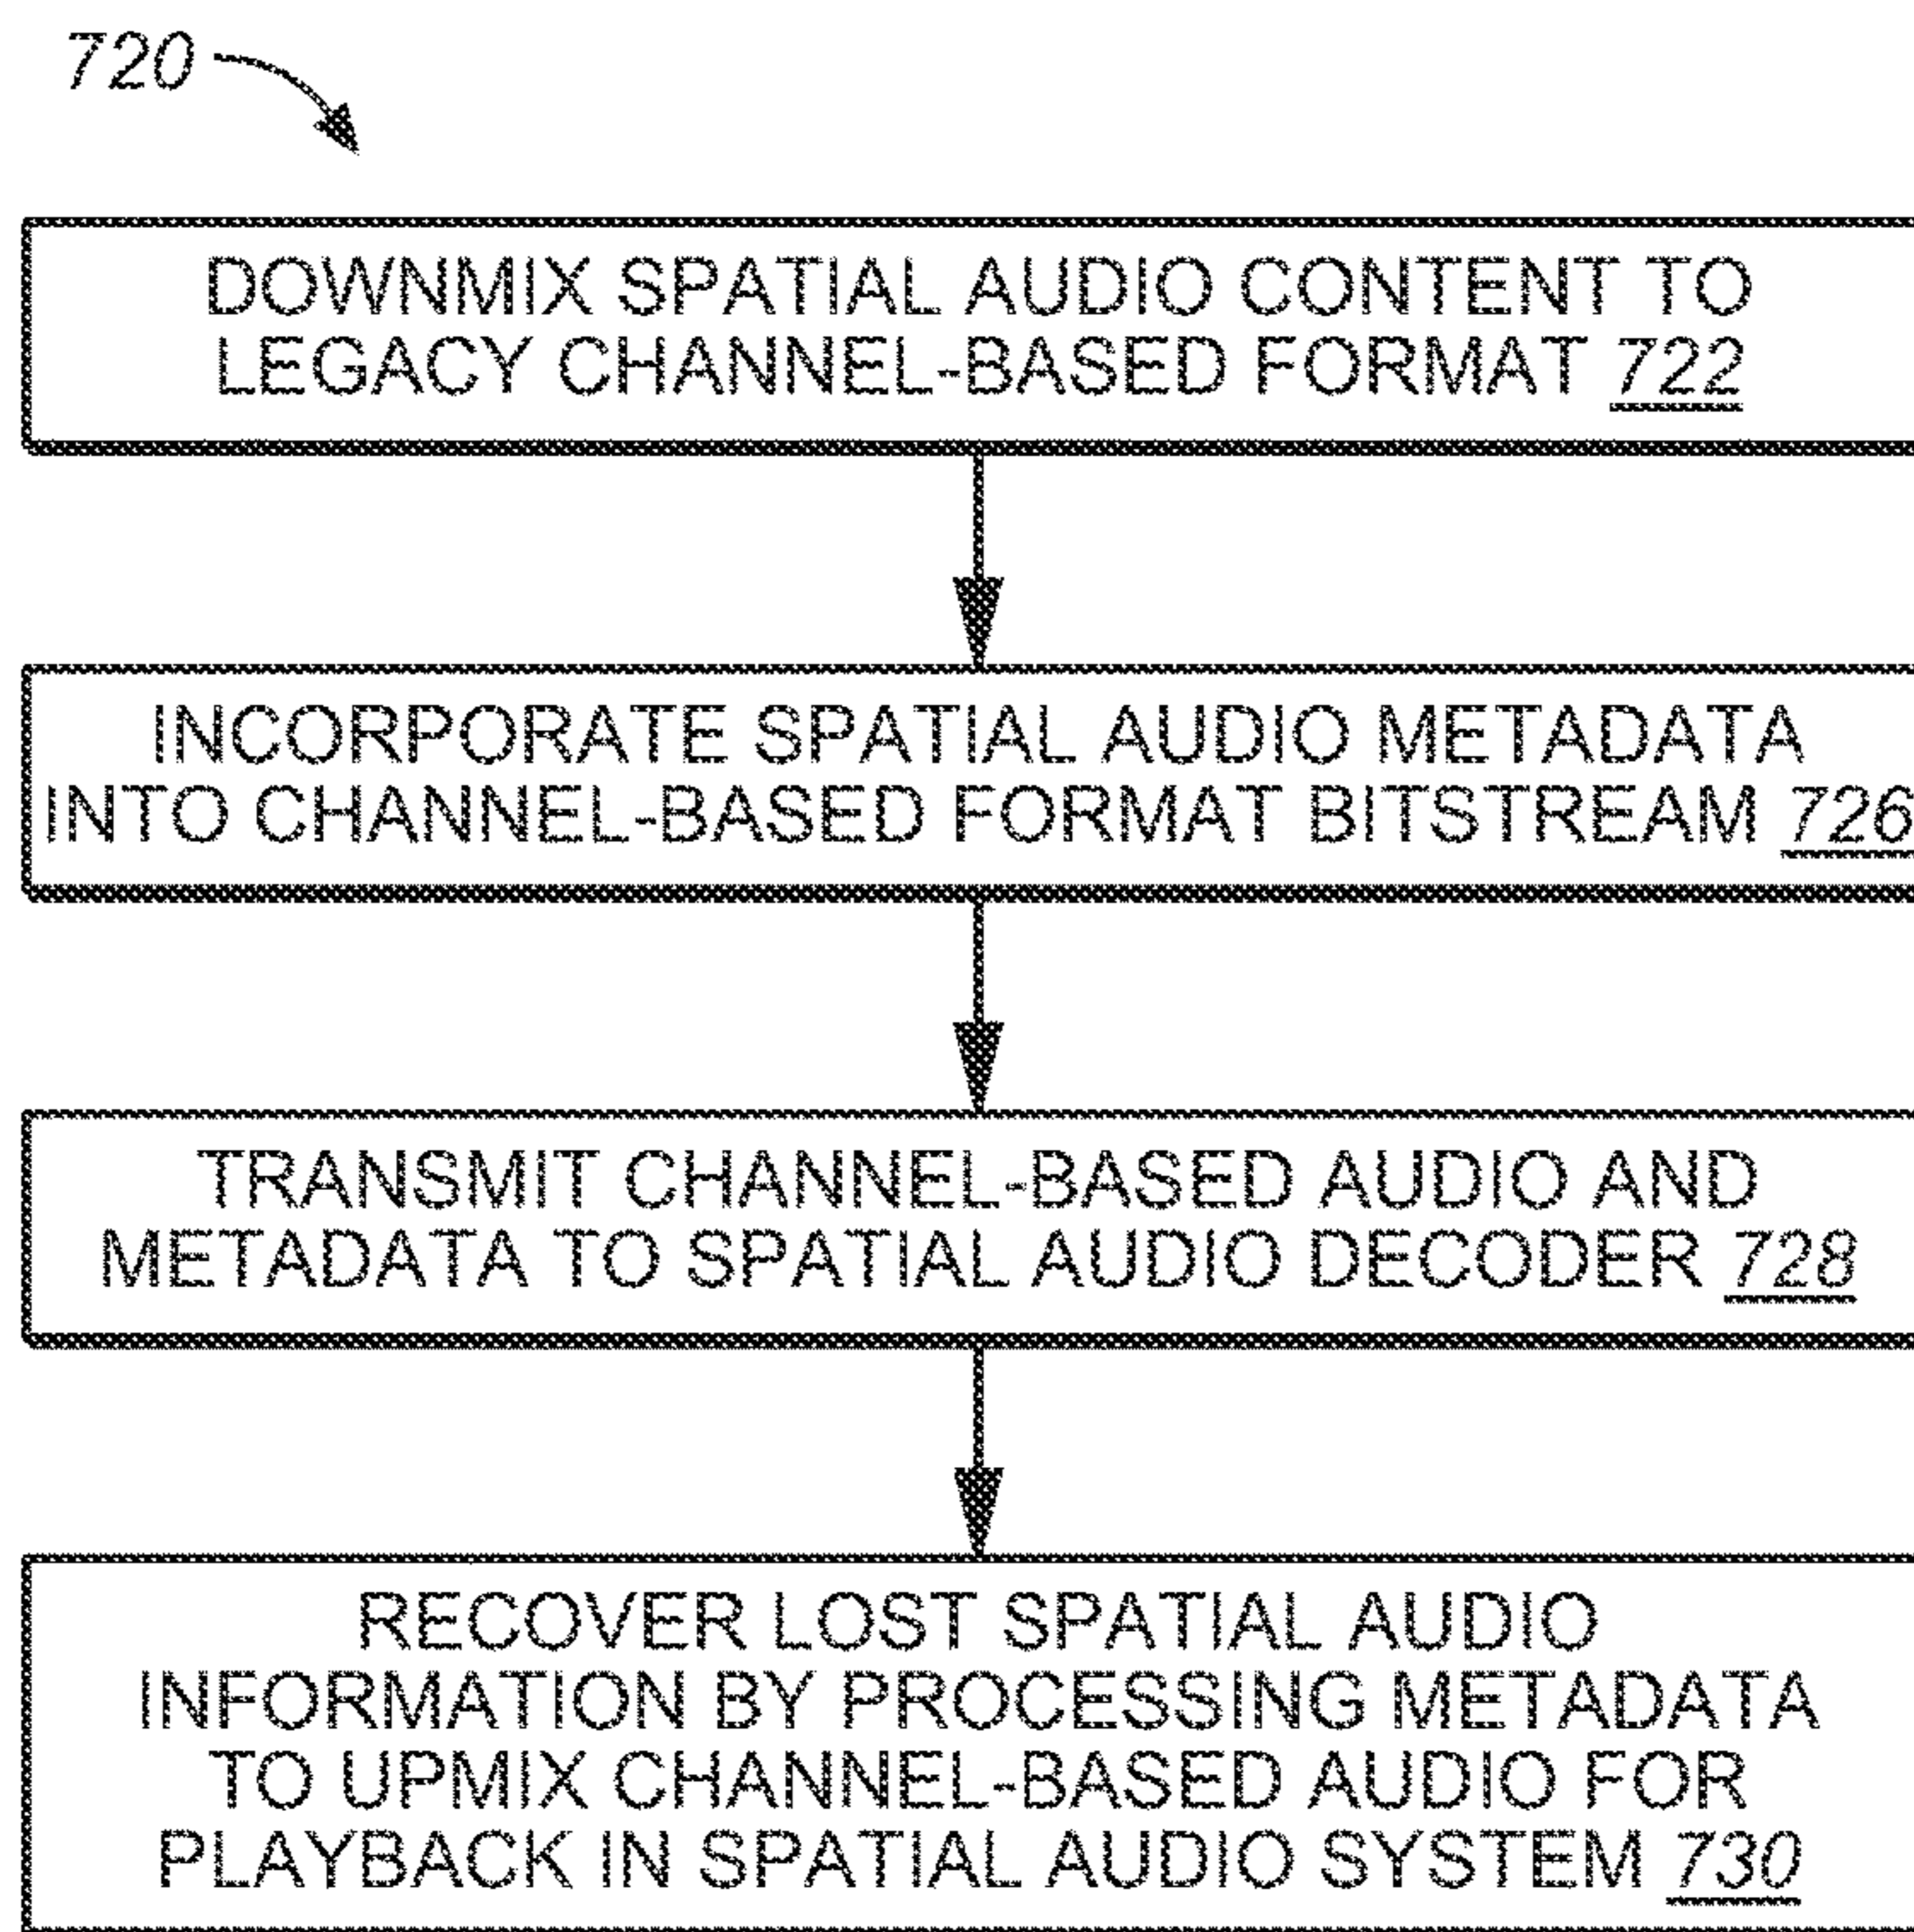 720
DOWNMIX SPATIAL AUDIO CONTENT TO
LEGACY CHANNEL-BASED FORMAT 722
INCORPORATE SPATIAL AUDIO METADATA
INTO CHANNEL-BASED FORMAT BITSTREAM 726
TRANSMIT CHANNEL-BASED AUDIO AND
METADATA TO SPATIAL AUDIO DECODER 728
RECOVER LOST SPATIAL AUDIO
INFORMATION BY PROCESSING METADATA
TO UPMIX CHANNEL-BASED AUDIO FOR
PLAYBACK IN SPATIAL AUDIO SYSTEM 730